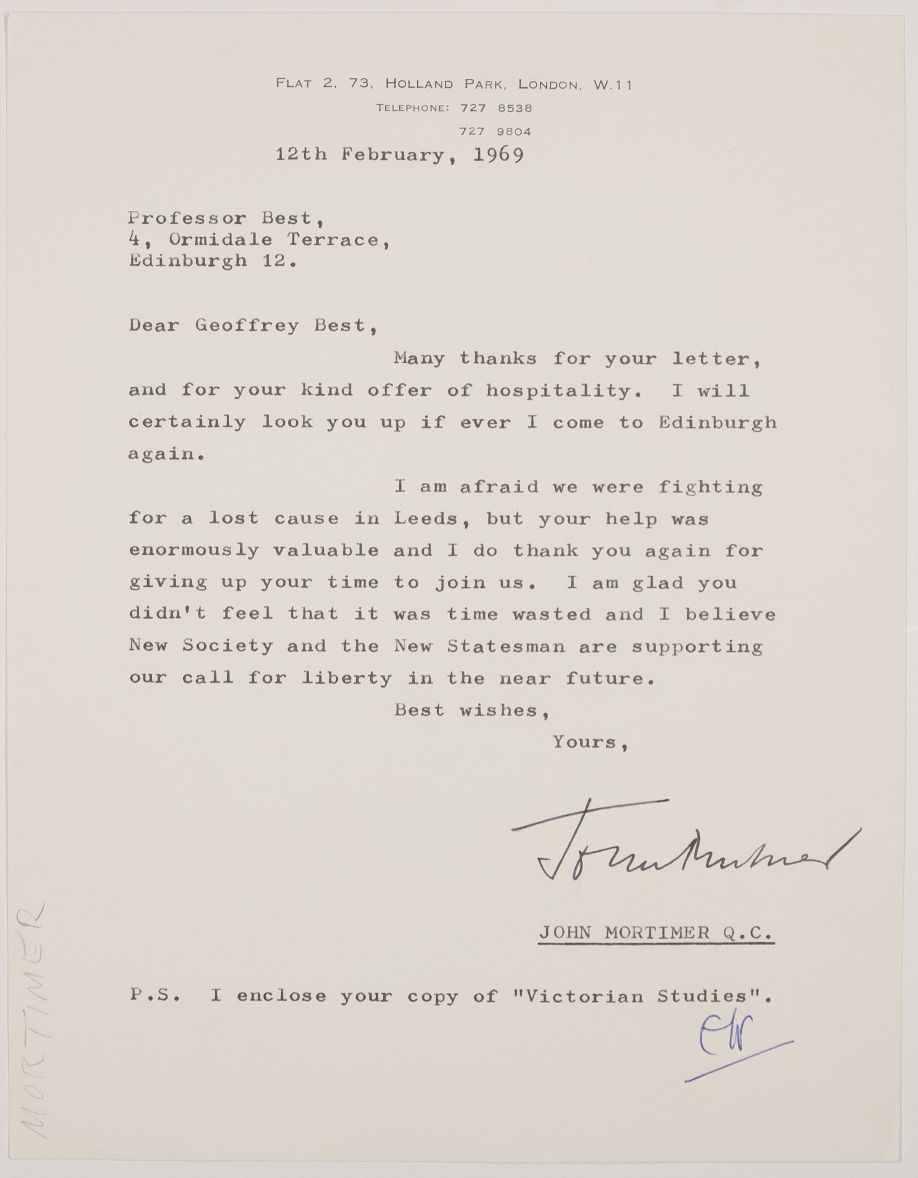 FLAT 2, 73, HOLLAND PARK, LONDON, W.11
TELEPHONE: 727 8538
727 9804
12th February, 1969
Professor Best,
4, Ormidale Terrace,
Edinburgh 12.
Dear Geoffrey Best,
Many thanks for your letter,
and for your kind offer of hospitality. I will
certainly look you up if ever I come to Edinburgh
again.
I am afraid we were fighting
for a lost cause in Leeds, but your help was
enormously valuable and I do thank you again for
giving up your time to join us. I am glad you
didn't feel that it was time wasted and I believe
New Society and the New Statesman are supporting
our call for liberty in the near future.
Best wishes,
Yours,
John Mortimer
JOHN MORTIMER Q.C.
P.S. I enclose your copy of "Victorian Studies".
MORTIMER